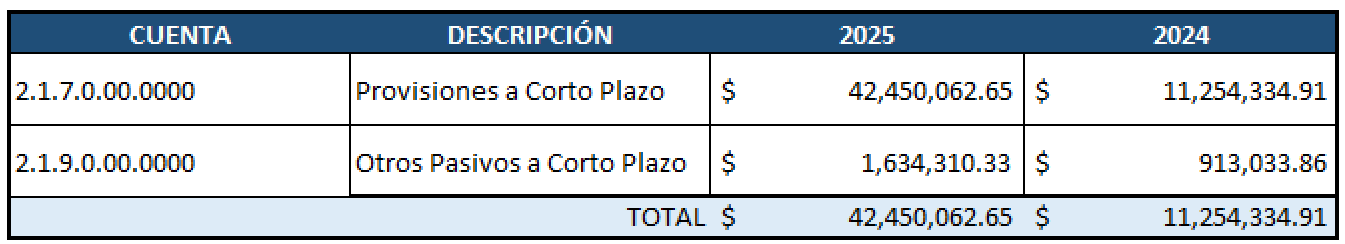 CUENTA DESCRIPCIÓN 2025 2024
2.1.7.0.00.0000 Provisiones a Corto Plazo $ 42,450,062.65 $ 11,254,334.91
2.1.9.0.00.0000 Otros Pasivos a Corto Plazo $ 1,634,310.33 $ 913,033.86
TOTAL $ 42,450,062.65 $ 11,254,334.91